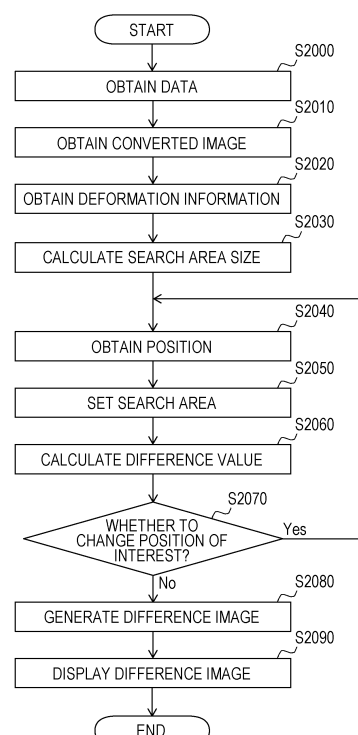 START
S2000
OBTAIN DATA
S2010
OBTAIN CONVERTED IMAGE
S2020
OBTAIN DEFORMATION INFORMATION
S2030
CALCULATE SEARCH AREA SIZE
S2040
OBTAIN POSITION
S2050
SET SEARCH AREA
S2060
CALCULATE DIFFERENCE VALUE
S2070
WHETHER TO
CHANGE POSITION OF
INTEREST?
Yes
No
S2080
GENERATE DIFFERENCE IMAGE
S2090
DISPLAY DIFFERENCE IMAGE
END